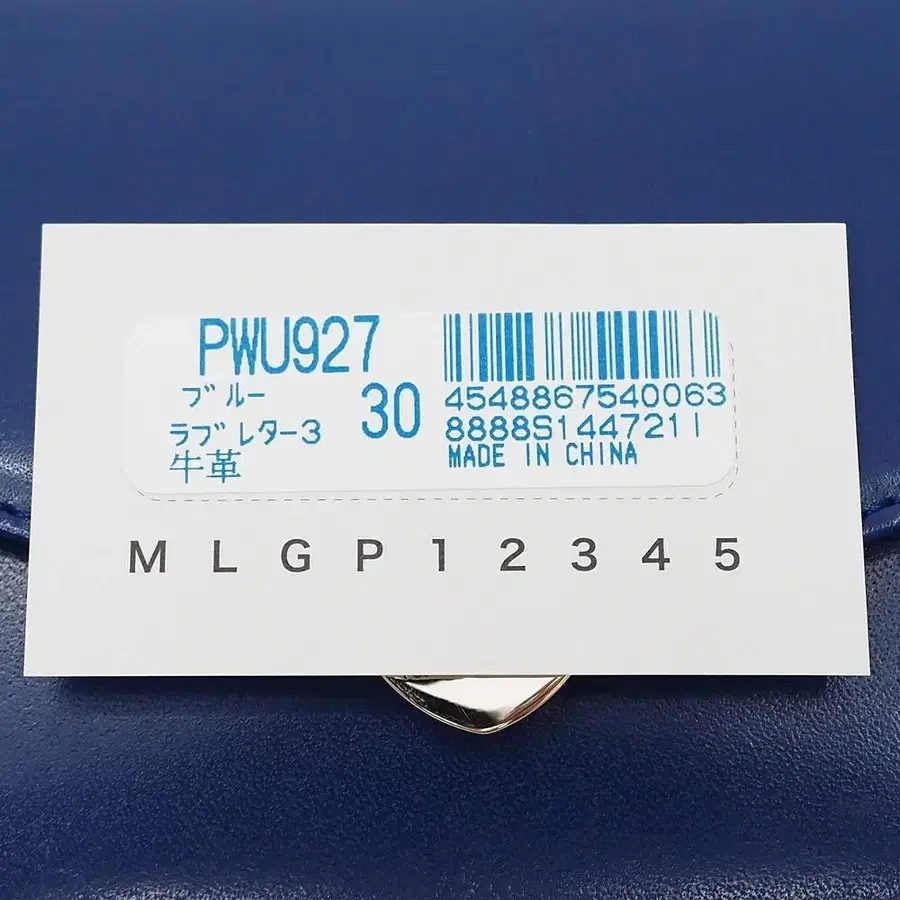 PWU927
ﾌﾞﾙｰ 30
ﾗﾌﾞﾚﾀｰ3
牛革
4548867540063
8888S144721I
MADE IN CHINA
M L G P 1 2 3 4 5